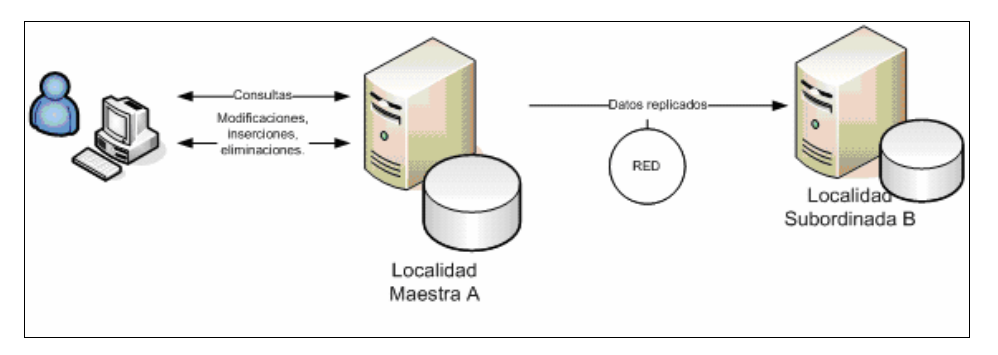 Consultas
Modificaciones,
inserciones,
eliminaciones.
Datos replicados
RED
Localidad
Maestra A
Localidad
Subordinada B